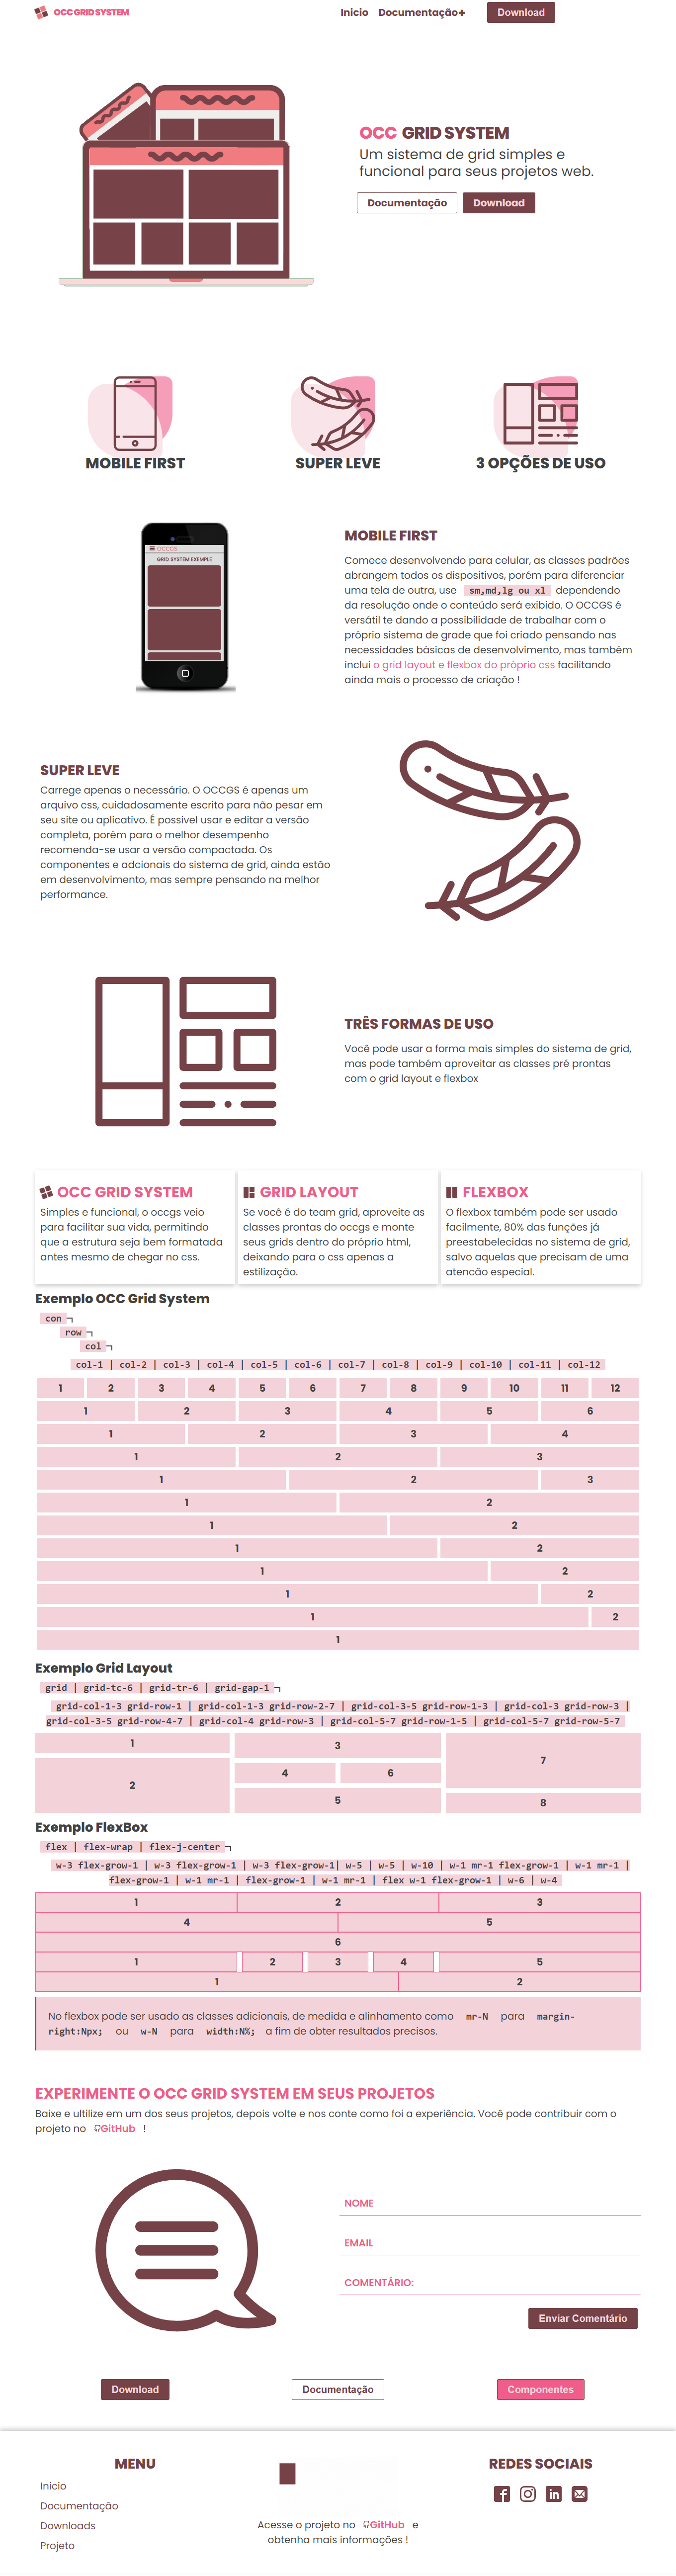 OCC GRID SYSTEM
Inicio Documentação+ Download
OCC GRID SYSTEM
Um sistema de grid simples e
funcional para seus projetos web.
Documentação Download
MOBILE FIRST
SUPER LEVE
3 OPÇÕES DE USO
OCCGS
GRID SYSTEM EXEMPLE
MOBILE FIRST
Comece desenvolvendo para celular, as classes padrões
abrangem todos os dispositivos, porém para diferenciar
uma tela de outra, use sm,md,lg ou xl dependendo
da resolução onde o conteúdo será exibido. O OCCGS é
versátil te dando a possibilidade de trabalhar com o
próprio sistema de grade que foi criado pensando nas
necessidades básicas de desenvolvimento, mas também
inclui o grid layout e flexbox do próprio css facilitando
ainda mais o processo de criação !
SUPER LEVE
Carrege apenas o necessário. O OCCGS é apenas um
arquivo css, cuidadosamente escrito para não pesar em
seu site ou aplicativo. É possivel usar e editar a versão
completa, porém para o melhor desempenho
recomenda-se usar a versão compactada. Os
componentes e adcionais do sistema de grid, ainda estão
em desenvolvimento, mas sempre pensando na melhor
performance.
TRÊS FORMAS DE USO
Você pode usar a forma mais simples do sistema de grid,
mas pode também aproveitar as classes pré prontas
com o grid layout e flexbox
OCC GRID SYSTEM
Simples e funcional, o occgs veio
para facilitar sua vida, permitindo
que a estrutura seja bem formatada
antes mesmo de chegar no css.
GRID LAYOUT
Se você é do team grid, aproveite as
classes prontas do occgs e monte
seus grids dentro do próprio html,
deixando para o css apenas a
estilização.
FLEXBOX
O flexbox também pode ser usado
facilmente, 80% das funções já
preestabelecidas no sistema de grid,
salvo aquelas que precisam de uma
atencão especial.
Exemplo OCC Grid System
con ¬
row ¬
col ¬
col-1 | col-2 | col-3 | col-4 | col-5 | col-6 | col-7 | col-8 | col-9 | col-10 | col-11 | col-12
1 2 3 4 5 6 7 8 9 10 11 12
1 2 3 4 5 6
1 2 3 4
1 2 3
1 2 3
1 2
1 2
1 2
1 2
1 2
1 2
1
Exemplo Grid Layout
grid | grid-tc-6 | grid-tr-6 | grid-gap-1 ¬
grid-col-1-3 grid-row-1 | grid-col-1-3 grid-row-2-7 | grid-col-3-5 grid-row-1-3 | grid-col-3 grid-row-3 |
grid-col-3-5 grid-row-4-7 | grid-col-4 grid-row-3 | grid-col-5-7 grid-row-1-5 | grid-col-5-7 grid-row-5-7
1 3 7
2 4 6
5 8
Exemplo FlexBox
flex | flex-wrap | flex-j-center ¬
w-3 flex-grow-1 | w-3 flex-grow-1 | w-3 flex-grow-1| w-5 | w-5 | w-10 | w-1 mr-1 flex-grow-1 | w-1 mr-1 |
flex-grow-1 | w-1 mr-1 | flex-grow-1 | w-1 mr-1 | flex w-1 flex-grow-1 | w-6 | w-4
1 2 3
4 5
6
1 2 3 4 5
1 2
No flexbox pode ser usado as classes adicionais, de medida e alinhamento como mr-N para margin-
right:Npx; ou w-N para width:N%; a fim de obter resultados precisos.
EXPERIMENTE O OCC GRID SYSTEM EM SEUS PROJETOS
Baixe e ultilize em um dos seus projetos, depois volte e nos conte como foi a experiência. Você pode contribuir com o
projeto no GitHub !
NOME
EMAIL
COMENTÁRIO:
Enviar Comentário
Download Documentação Componentes
MENU
Inicio
Documentação
Downloads
Projeto
Acesse o projeto no GitHub e
obtenha mais informações !
REDES SOCIAIS